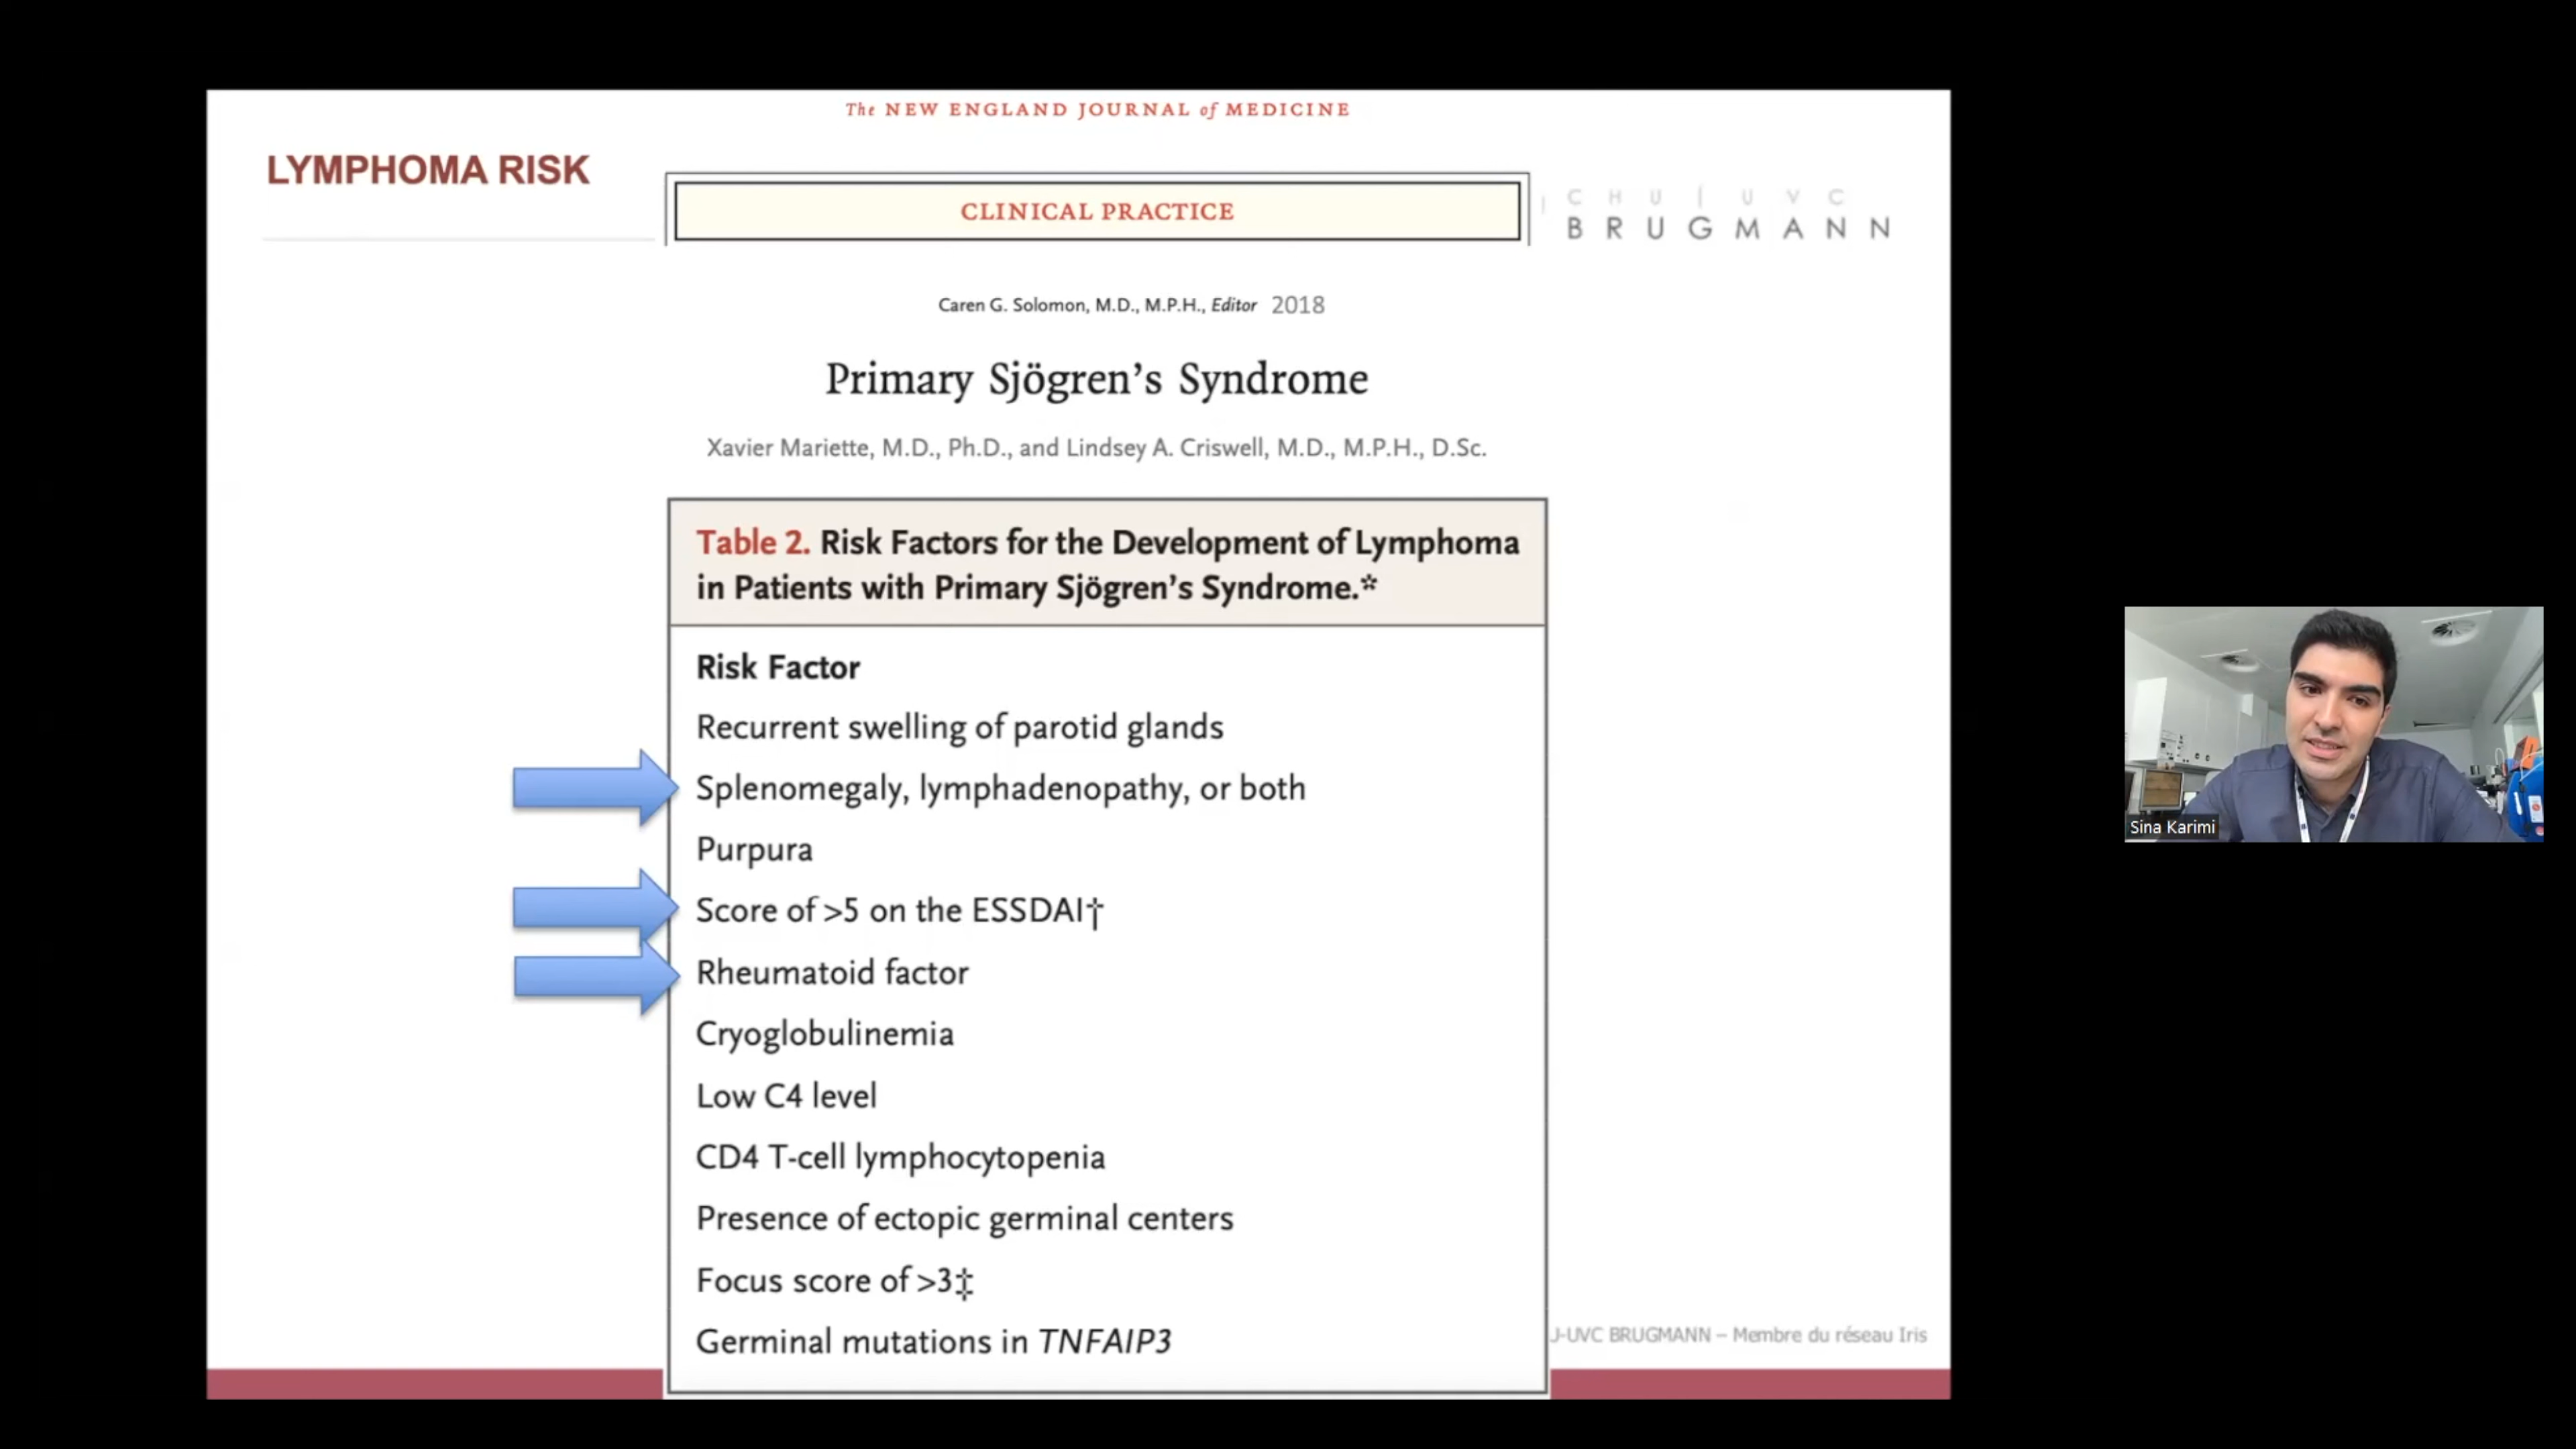 The NEW ENGLAND JOURNAL of MEDICINE
LYMPHOMA RISK
CLINICAL PRACTICE
CHU | UVC
BRUGMANN
Caren G. Solomon, M.D., M.P.H., Editor 2018
Primary Sjögren’s Syndrome
Xavier Mariette, M.D., Ph.D., and Lindsey A. Criswell, M.D., M.P.H., D.Sc.
Table 2. Risk Factors for the Development of Lymphoma
in Patients with Primary Sjögren’s Syndrome.*
Risk Factor
Recurrent swelling of parotid glands
Splenomegaly, lymphadenopathy, or both
Purpura
Score of >5 on the ESSDAI†
Rheumatoid factor
Cryoglobulinemia
Low C4 level
CD4 T-cell lymphocytopenia
Presence of ectopic germinal centers
Focus score of >3‡
Germinal mutations in TNFAIP3
J-UVC BRUGMANN – Membre du réseau Iris
Sina Karimi